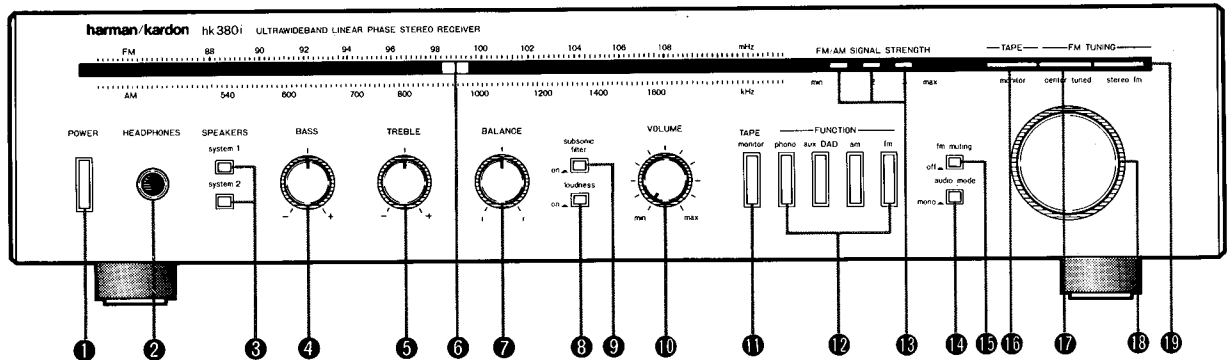 harman/kardon hk380i ULTRAWIDEBAND LINEAR PHASE STEREO RECEIVER
FM 88 90 92 94 96 98 100 102 104 106 108 mHz
FM/AM SIGNAL STRENGTH
TAPE FM TUNING
min max
monitor center tuned stereo fm
AM 540 600 700 800 1000 1200 1400 1600 kHz
POWER HEADPHONES SPEAKERS BASS TREBLE BALANCE VOLUME
system 1
system 2
subsonic
filter
on
loudness
on
TAPE
monitor
FUNCTION
phono aux DAD am fm
fm muting
off
audio mode
mono
- + - + l r min max
1 2 3 4 5 6 7 8 9 10 11 12 13 14 15 16 17 18 19